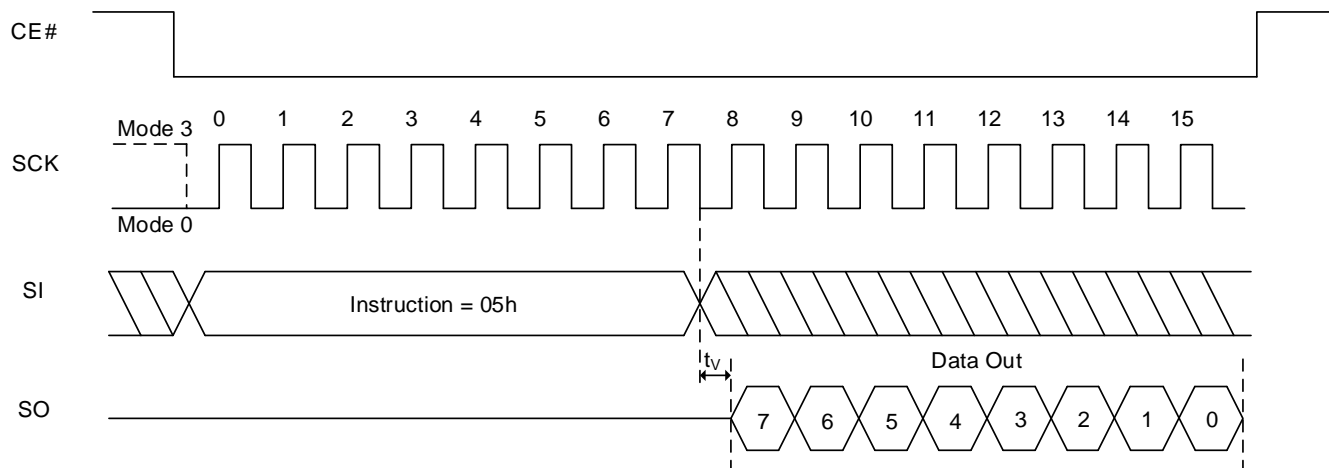 CE#
Mode 3 0 1 2 3 4 5 6 7 8 9 10 11 12 13 14 15
SCK
Mode 0
SI Instruction = 05h
tV Data Out
SO 7 6 5 4 3 2 1 0